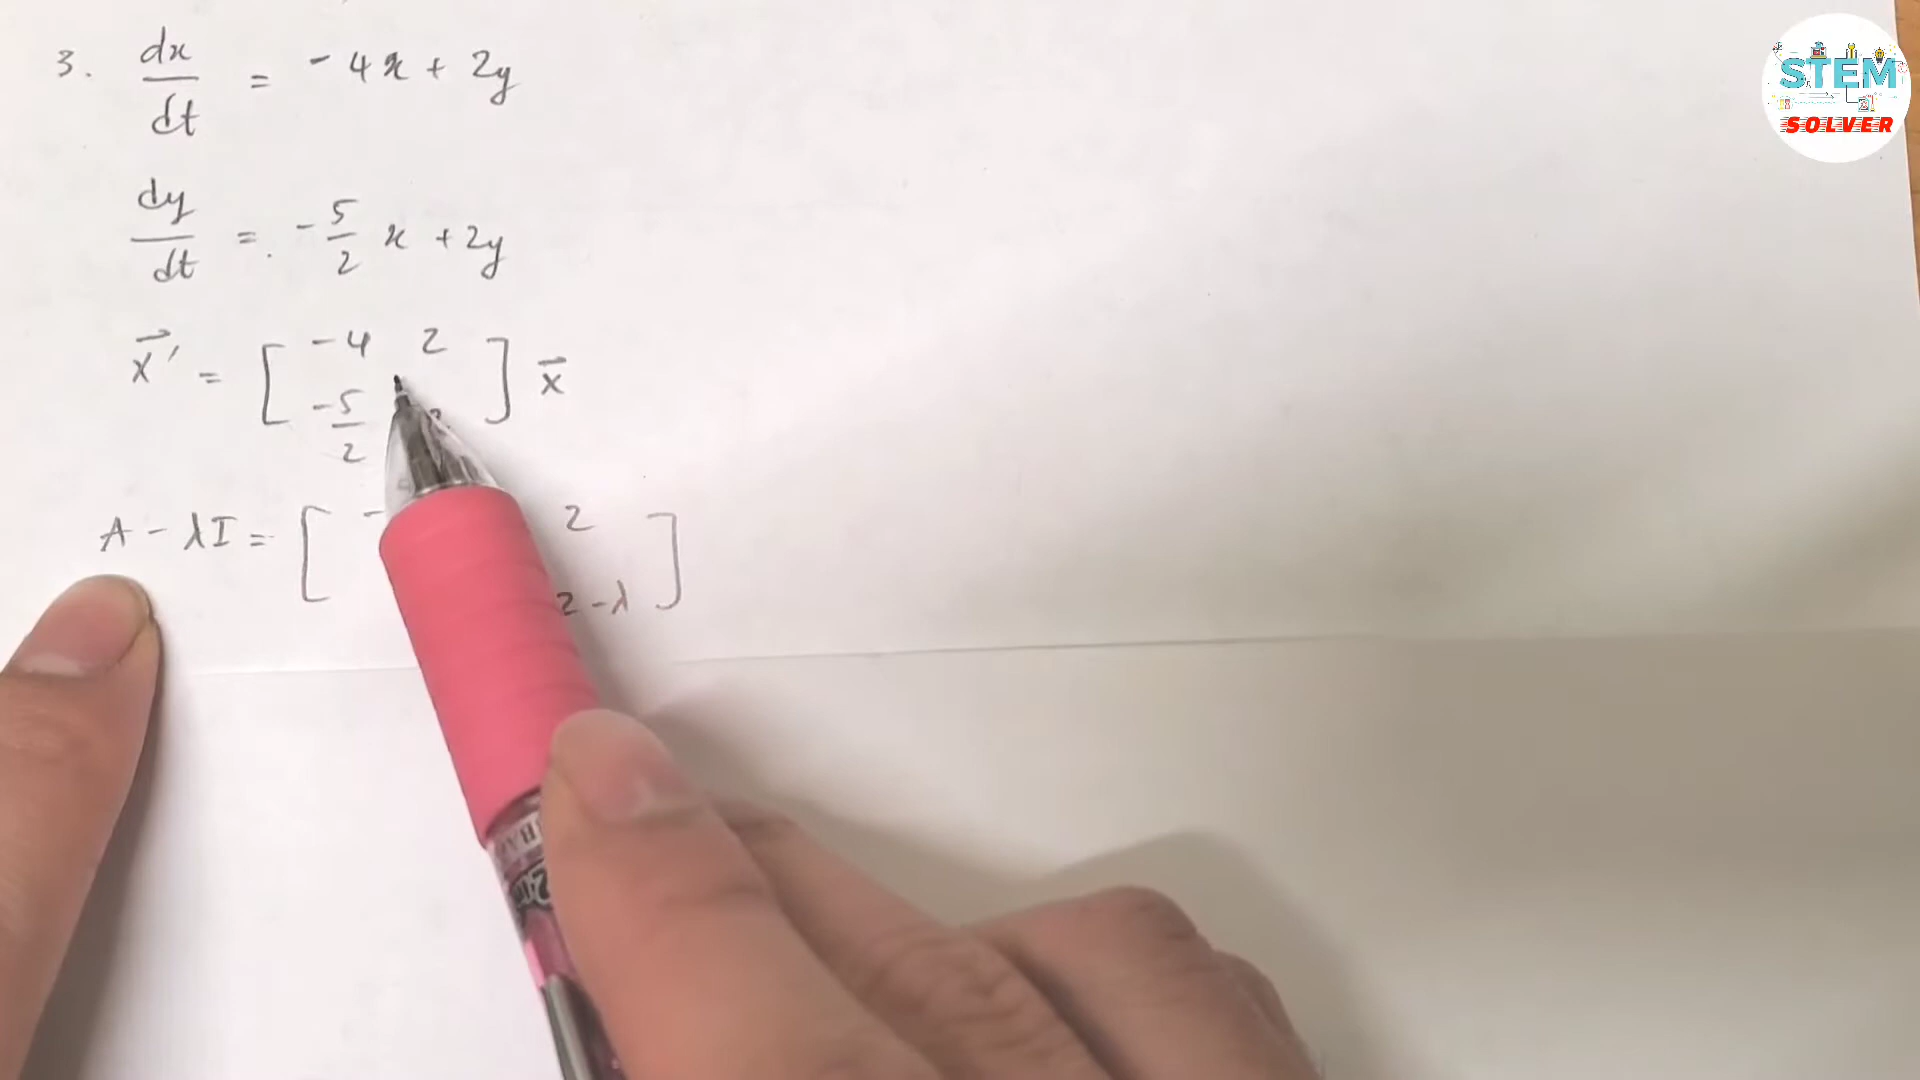 3. dx/dt = -4x + 2y
dy/dt = -5/2 x + 2y
x⃗' = [ -4 2
-5/2 ] x⃗
A - λI = [ - 2
2-λ ]
STEM
SOLVER